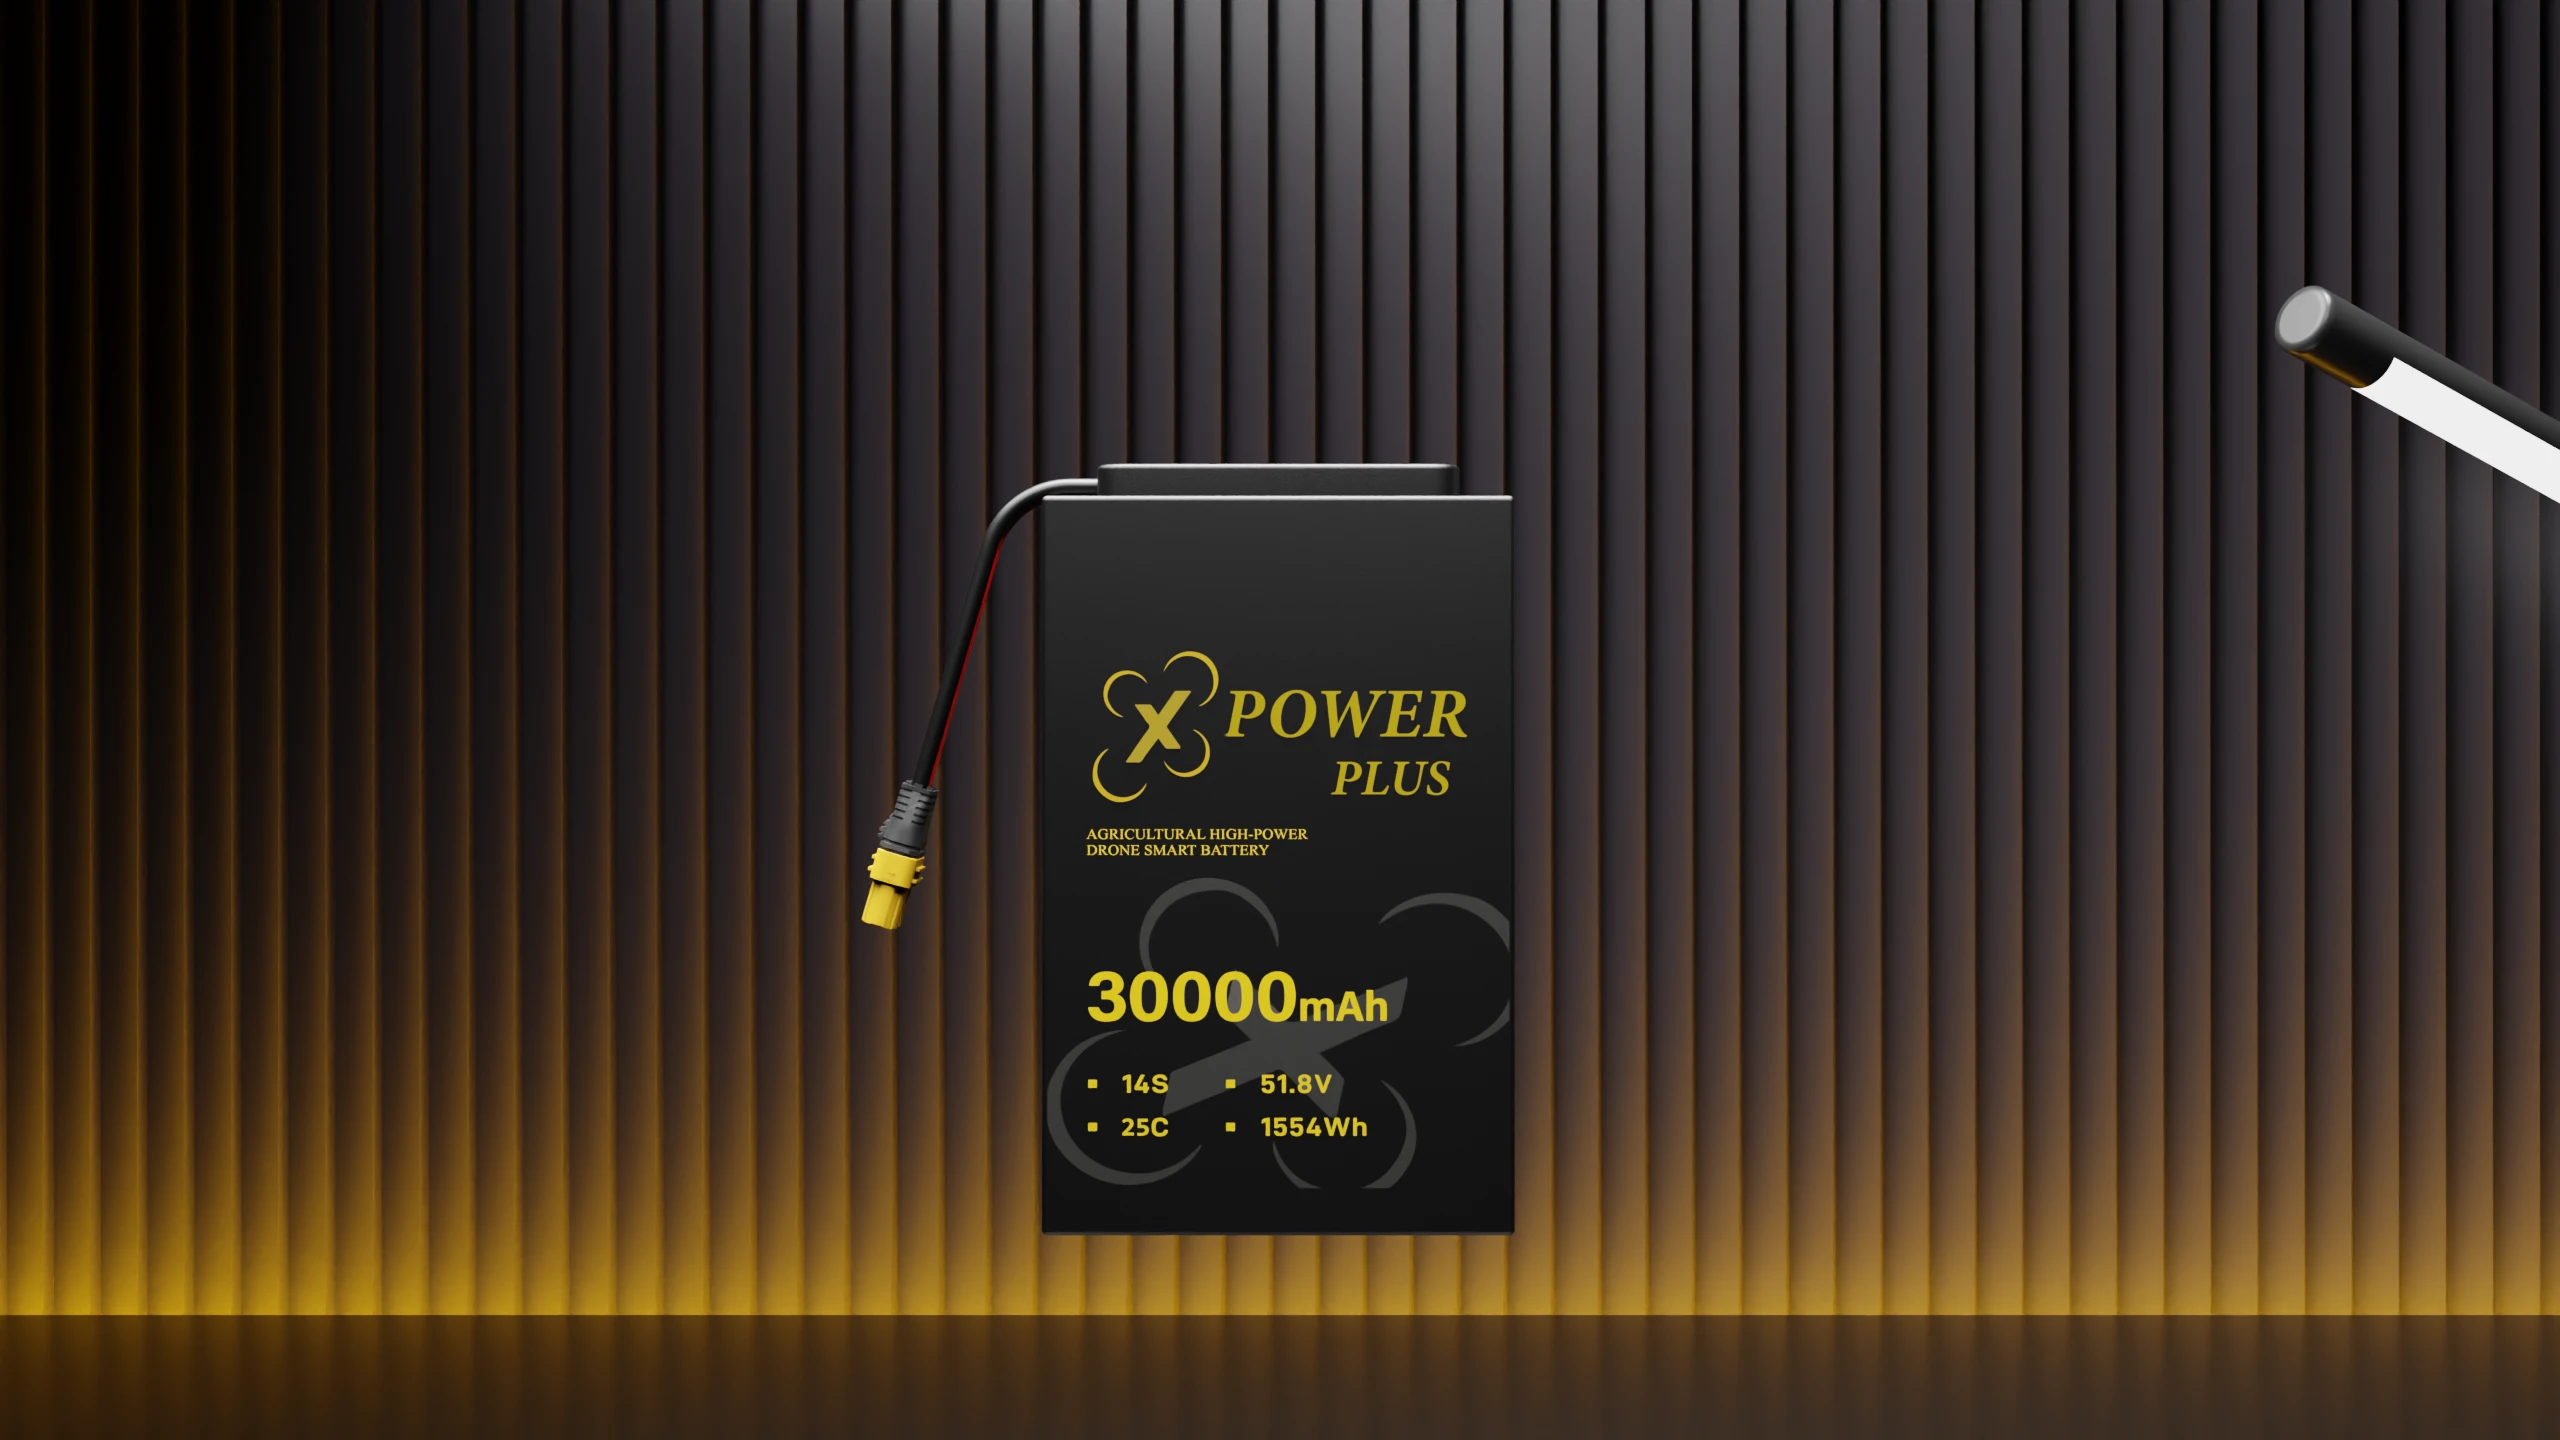 X POWER
PLUS
AGRICULTURAL HIGH-POWER
DRONE SMART BATTERY
30000mAh
14S
51.8V
25C
1554Wh